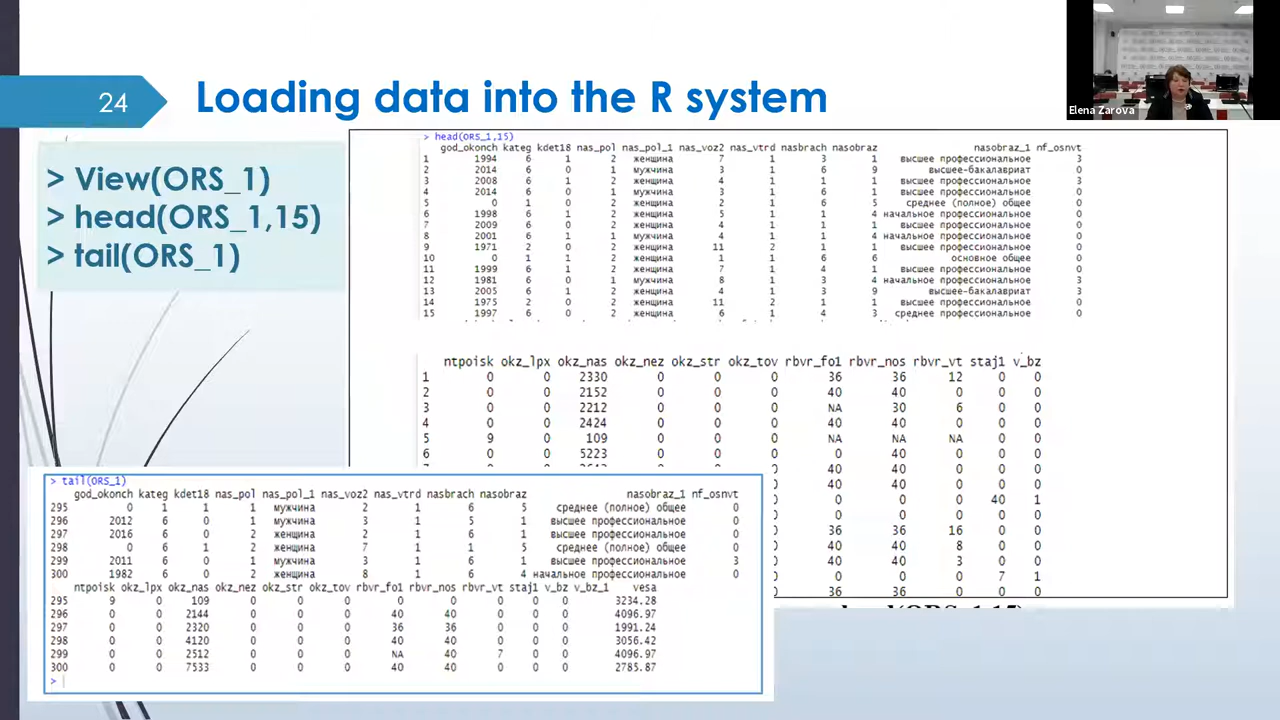 24
Loading data into the R system
Elena Zarova
> View(ORS_1)
> head(ORS_1,15)
> tail(ORS_1)
> head(ORS_1,15)
god_okonch kateg kdet18 nas_pol nas_pol_1 nas_voz2 nas_vtrd nasbrach nasobraz nasobraz_1 nf_osnvt
1 1994 6 1 2 женщина 7 1 3 1 высшее профессиональное 3
2 2014 6 0 1 мужчина 3 1 6 9 высшее-бакалавриат 0
3 2008 6 1 2 женщина 4 1 1 1 высшее профессиональное 3
4 2014 6 0 1 мужчина 3 1 6 1 высшее профессиональное 0
5 0 1 0 2 женщина 2 1 6 5 среднее (полное) общее 0
6 1998 6 1 2 женщина 5 1 1 4 начальное профессиональное 0
7 2009 6 0 2 женщина 4 1 1 1 высшее профессиональное 0
8 2001 6 1 1 мужчина 4 1 1 4 начальное профессиональное 0
9 1971 2 0 2 женщина 11 2 1 1 высшее профессиональное 0
10 0 1 1 2 женщина 1 1 6 6 основное общее 0
11 1999 6 1 2 женщина 7 1 4 1 высшее профессиональное 0
12 1981 6 0 1 мужчина 8 1 3 4 начальное профессиональное 3
13 2005 6 1 2 женщина 4 1 3 9 высшее-бакалавриат 3
14 1975 2 0 2 женщина 11 2 1 1 высшее профессиональное 0
15 1997 6 0 2 женщина 6 1 4 3 среднее профессиональное 0
ntpoisk okz_lpx okz_nas okz_nez okz_str okz_tov rbvr_fo1 rbvr_nos rbvr_vt staj1 v_bz
1 0 0 2330 0 0 0 36 36 12 0 0
2 0 0 2152 0 0 0 40 40 0 0 0
3 0 0 2212 0 0 0 NA 30 6 0 0
4 0 0 2424 0 0 0 40 40 0 0 0
5 9 0 109 0 0 0 NA NA NA 0 0
6 0 0 5223 0 0 0 0 40 0 0 0
0 40 40 0 0 0
0 40 40 0 0 0
0 0 0 0 40 1
0 0 0 0 0 0
0 36 36 16 0 0
0 40 40 8 0 0
0 40 40 3 0 0
0 0 0 0 7 1
0 36 36 0 0 0
> tail(ORS_1)
god_okonch kateg kdet18 nas_pol nas_pol_1 nas_voz2 nas_vtrd nasbrach nasobraz nasobraz_1 nf_osnvt
295 0 1 1 1 мужчина 2 1 6 5 среднее (полное) общее 0
296 2012 6 0 1 мужчина 3 1 5 1 высшее профессиональное 0
297 2016 6 0 2 женщина 2 1 6 1 высшее профессиональное 0
298 0 6 1 2 женщина 7 1 1 5 среднее (полное) общее 0
299 2011 6 0 1 мужчина 3 1 6 1 высшее профессиональное 3
300 1982 6 0 2 женщина 8 1 6 4 начальное профессиональное 0
ntpoisk okz_lpx okz_nas okz_nez okz_str okz_tov rbvr_fo1 rbvr_nos rbvr_vt staj1 v_bz v_bz_1 vesa
295 9 0 109 0 0 0 0 0 0 0 0 3234.28
296 0 0 2144 0 0 0 40 40 0 0 0 4096.97
297 0 0 2320 0 0 0 36 36 0 0 0 1991.24
298 0 0 4120 0 0 0 40 40 0 0 0 3056.42
299 0 0 2512 0 0 0 NA 40 7 0 0 4096.97
300 0 0 7533 0 0 0 40 40 0 0 0 2785.87
>